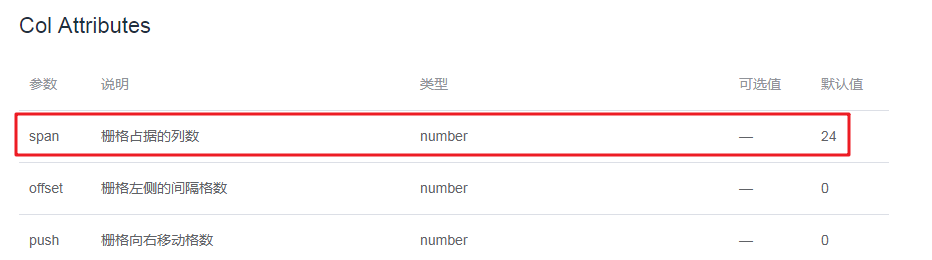 Col Attributes
参数 说明 类型 可选值 默认值
span 栅格占据的列数 number — 24
offset 栅格左侧的间隔格数 number — 0
push 栅格向右移动格数 number — 0